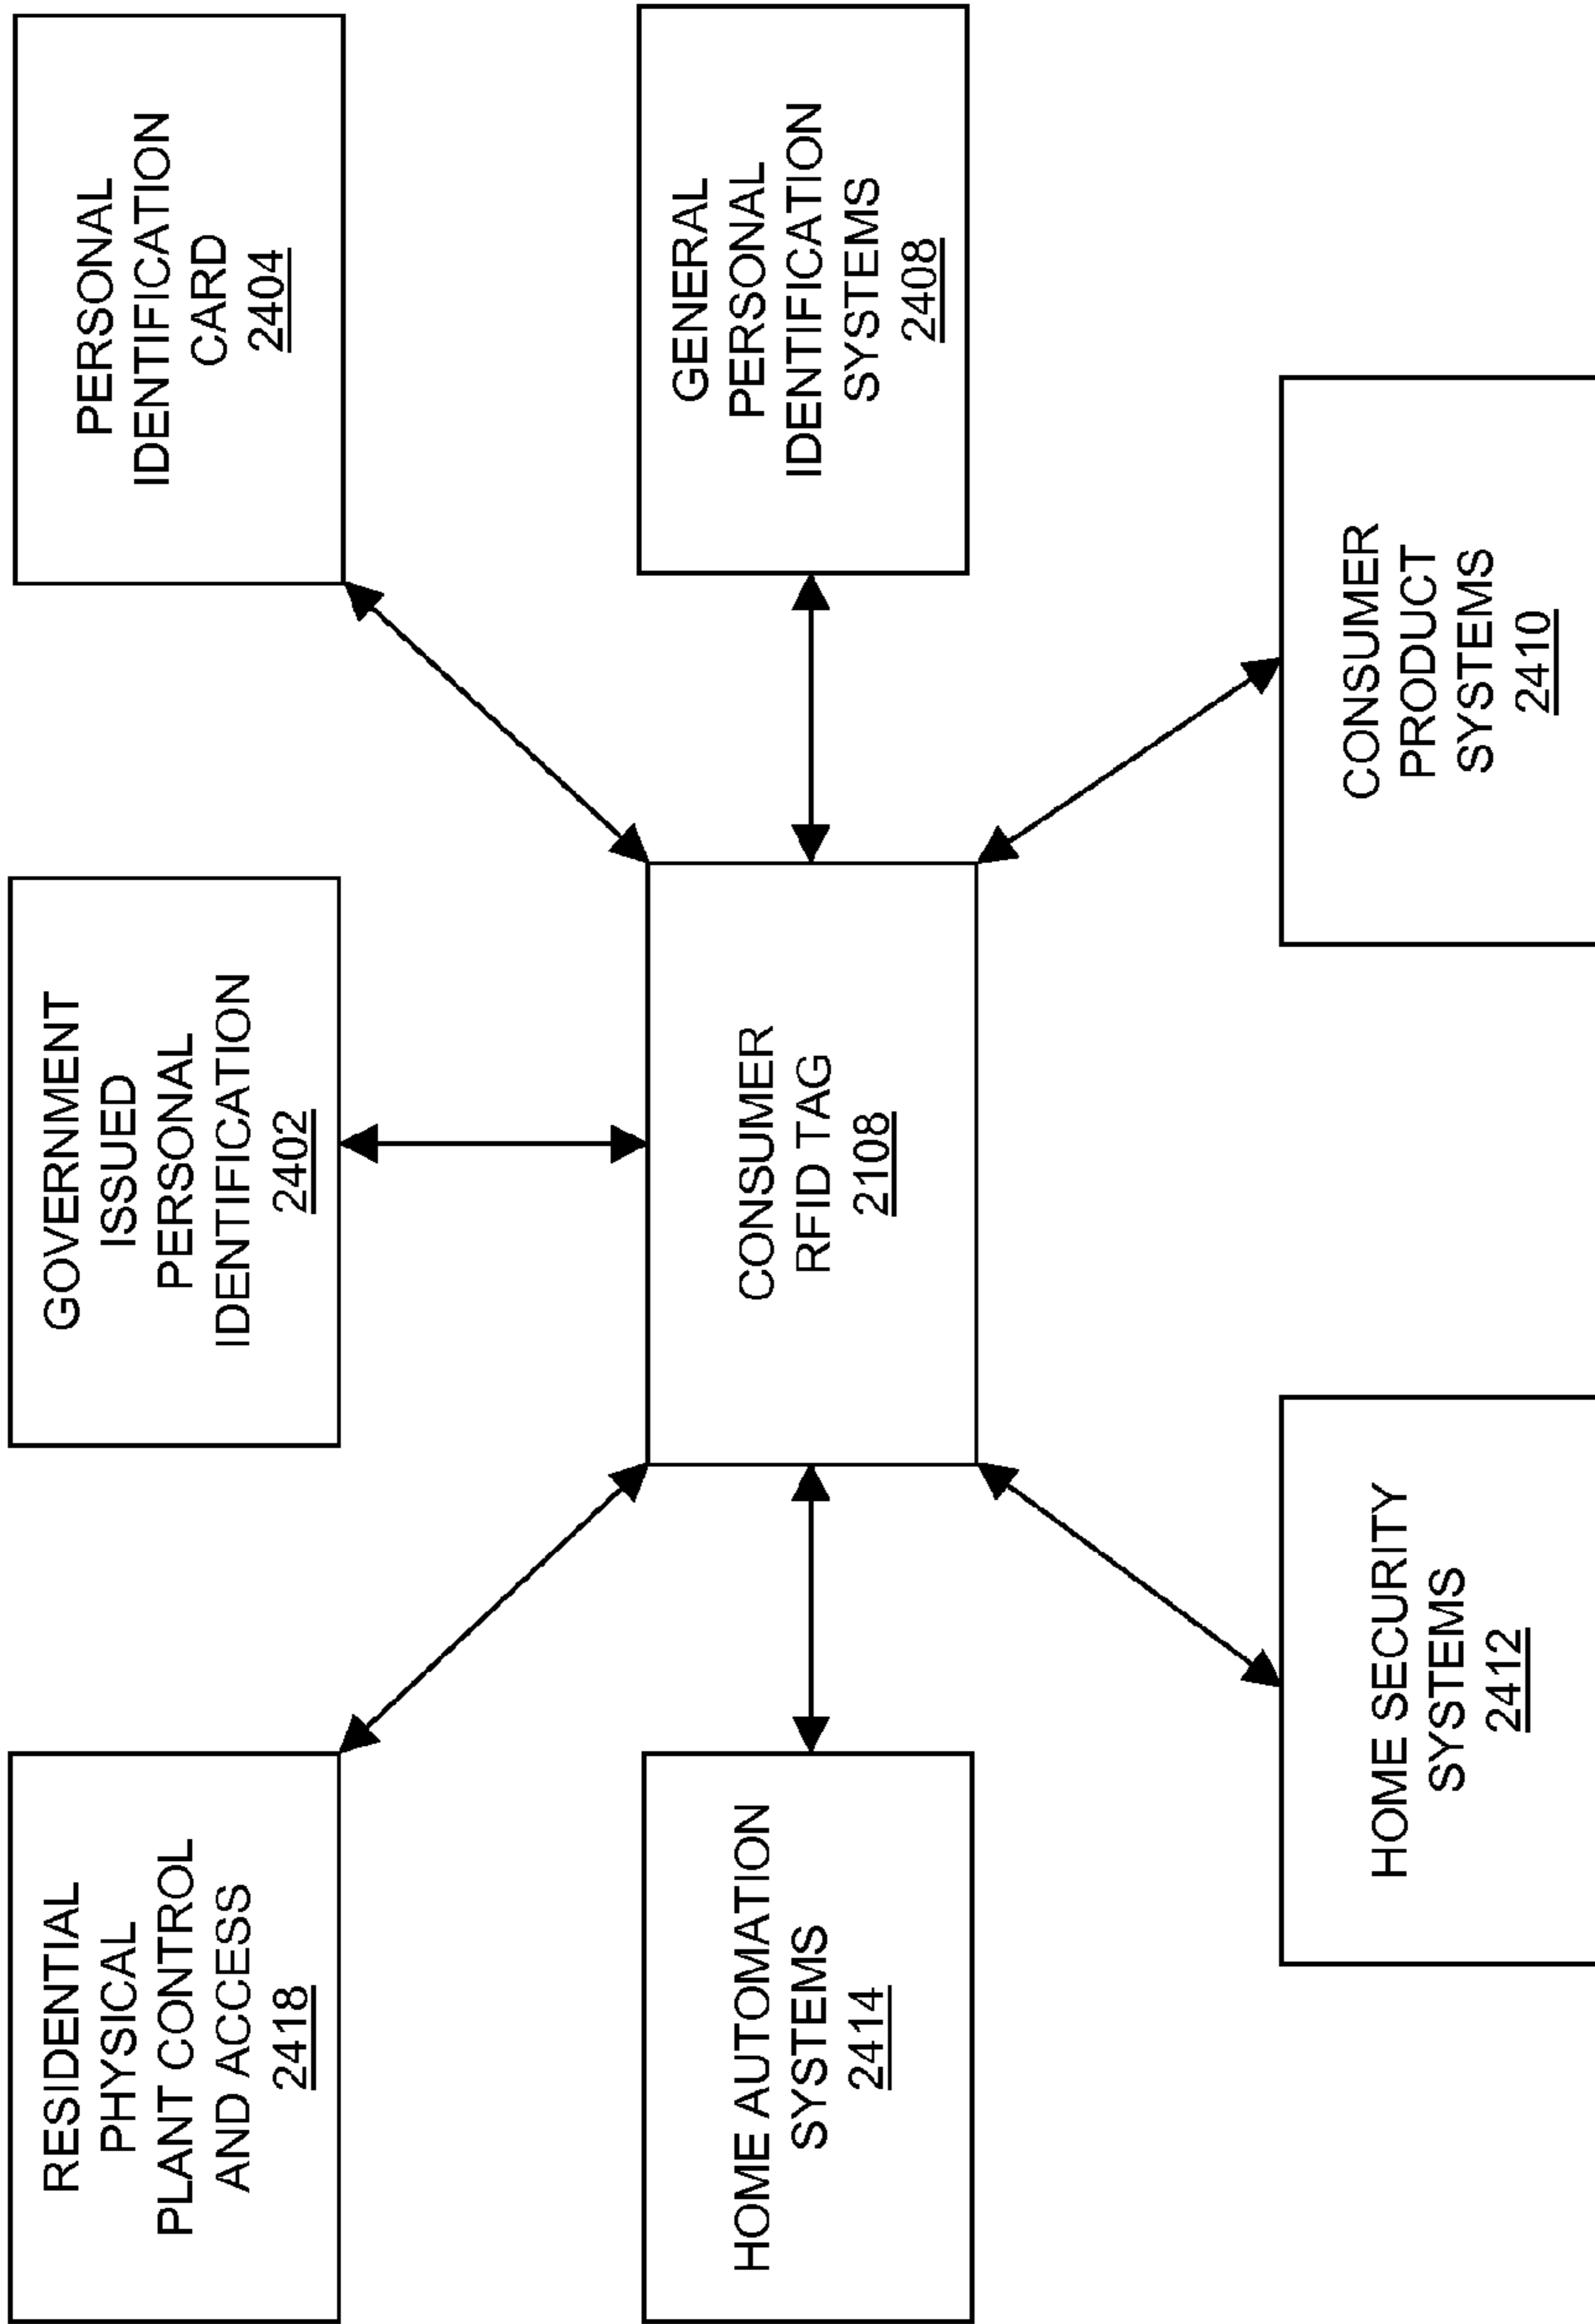 RESIDENTIAL
PHYSICAL
PLANT CONTROL
AND ACCESS
2418
GOVERNMENT
ISSUED
PERSONAL
IDENTIFICATION
2402
PERSONAL
IDENTIFICATION
CARD
2404
HOME AUTOMATION
SYSTEMS
2414
CONSUMER
RFID TAG
2108
GENERAL
PERSONAL
IDENTIFICATION
SYSTEMS
2408
HOME SECURITY
SYSTEMS
2412
CONSUMER
PRODUCT
SYSTEMS
2410